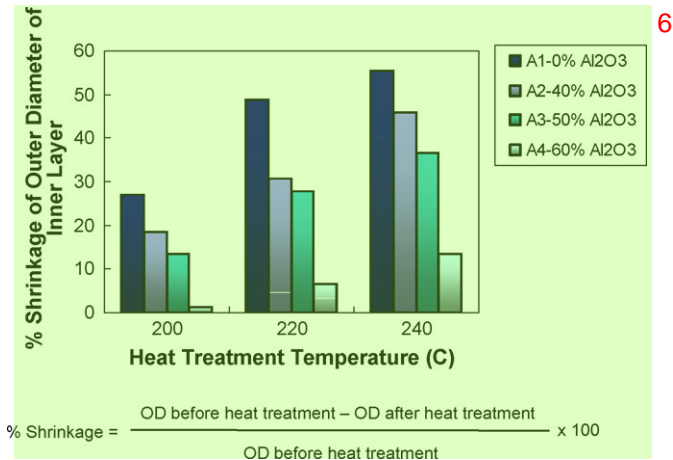 6
% Shrinkage of Outer Diameter of
Inner Layer
60
50
40
30
20
10
0
A1-0% Al2O3
A2-40% Al2O3
A3-50% Al2O3
A4-60% Al2O3
200 220 240
Heat Treatment Temperature (C)
OD before heat treatment – OD after heat treatment
% Shrinkage = x 100
OD before heat treatment